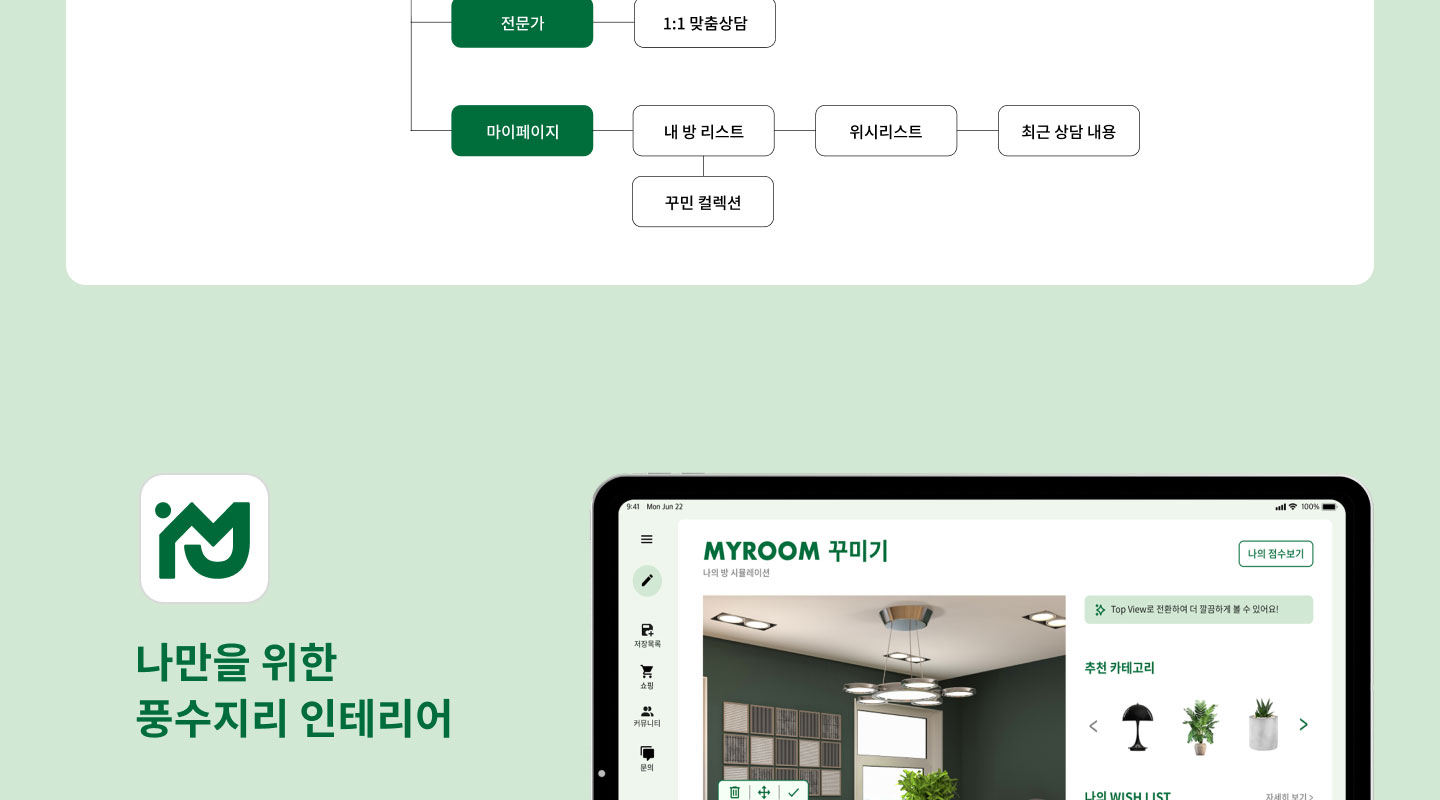 전문가
1:1 맞춤상담
마이페이지
내 방 리스트
위시리스트
최근 상담 내용
꾸민 컬렉션
나만을 위한
풍수지리 인테리어
9:41 Mon Jun 22
100%
MYROOM 꾸미기
나의 방 시뮬레이션
나의 점수보기
저장목록
쇼핑
커뮤니티
문의
Top View로 전환하여 더 깔끔하게 볼 수 있어요!
추천 카테고리
나의 WISH LIST
자세히 보기 >